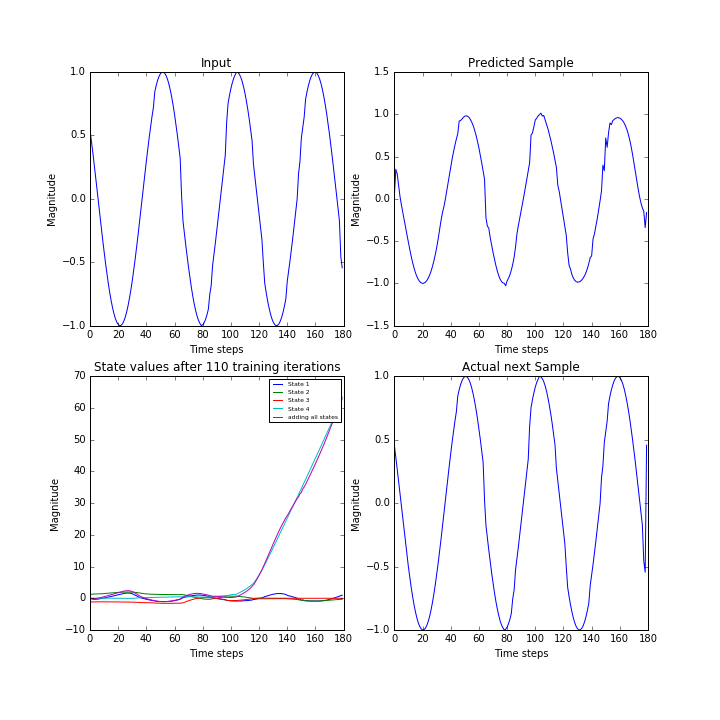 Input
Magnitude
1.0
0.5
0.0
−0.5
−1.0
0 20 40 60 80 100 120 140 160 180
Time steps
Predicted Sample
Magnitude
1.5
1.0
0.5
0.0
−0.5
−1.0
−1.5
0 20 40 60 80 100 120 140 160 180
Time steps
State values after 110 training iterations
Magnitude
70
60
50
40
30
20
10
0
−10
State 1
State 2
State 3
State 4
adding all states
0 20 40 60 80 100 120 140 160 180
Time steps
Actual next Sample
Magnitude
1.0
0.5
0.0
−0.5
−1.0
0 20 40 60 80 100 120 140 160 180
Time steps